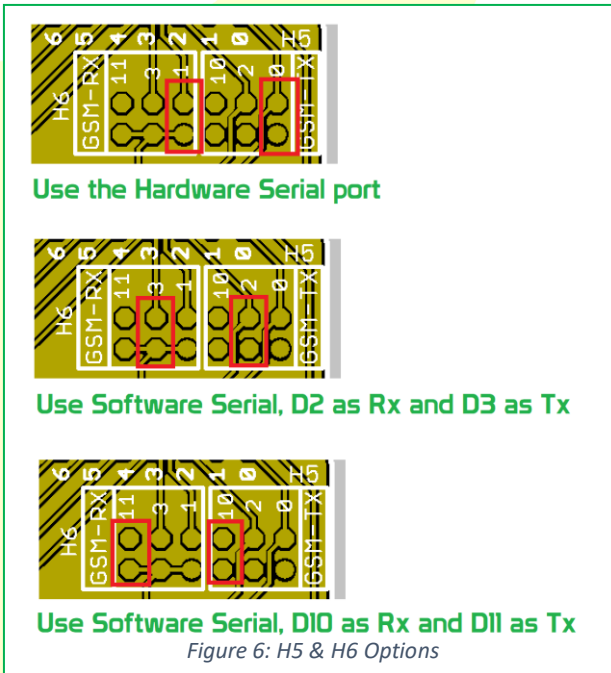 6 5 4 3 2 1 0 H5
H6 GSM-RX 11 3 1 10 2 0 GSM-TX
Use the Hardware Serial port
6 5 4 3 2 1 0 H5
H6 GSM-RX 11 3 1 10 2 0 GSM-TX
Use Software Serial, D2 as Rx and D3 as Tx
6 5 4 3 2 1 0 H5
H6 GSM-RX 11 3 1 10 2 0 GSM-TX
Use Software Serial, D10 as Rx and D11 as Tx
Figure 6: H5 & H6 Options